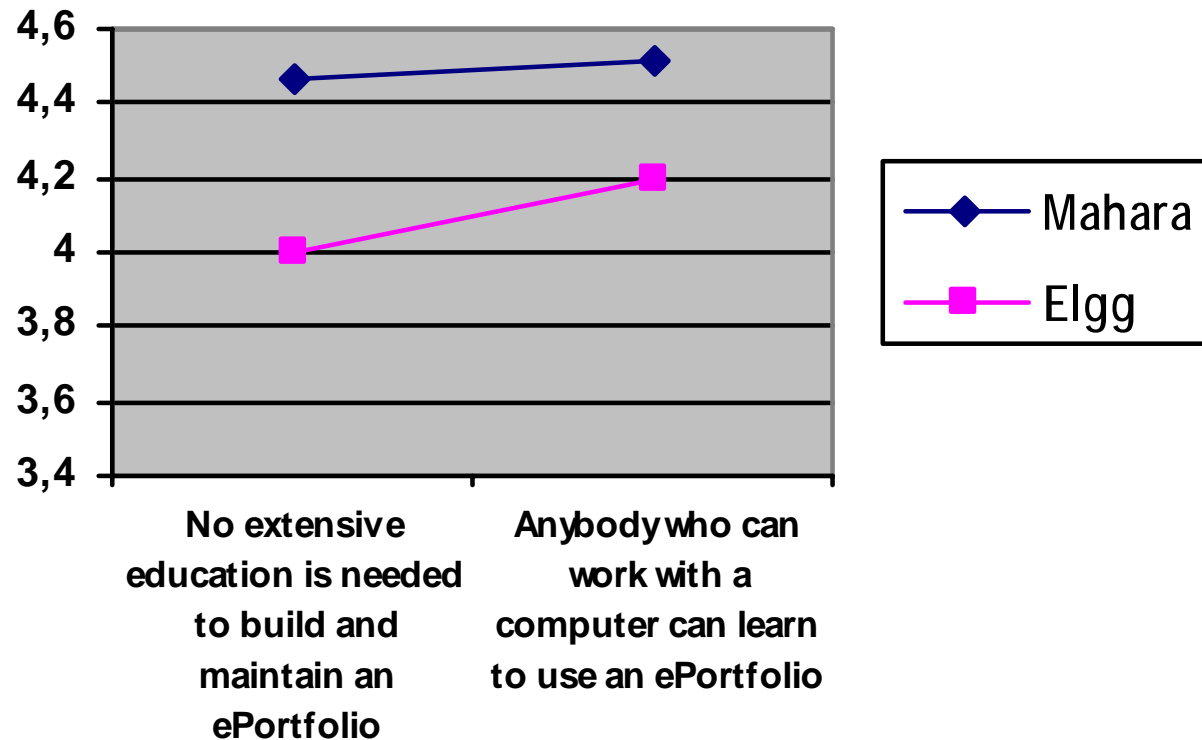 4,6
4,4
4,2
4
3,8
3,6
3,4
No extensive
education is needed
to build and
maintain an
ePortfolio
Anybody who can
work with a
computer can learn
to use an ePortfolio
Mahara
Elgg